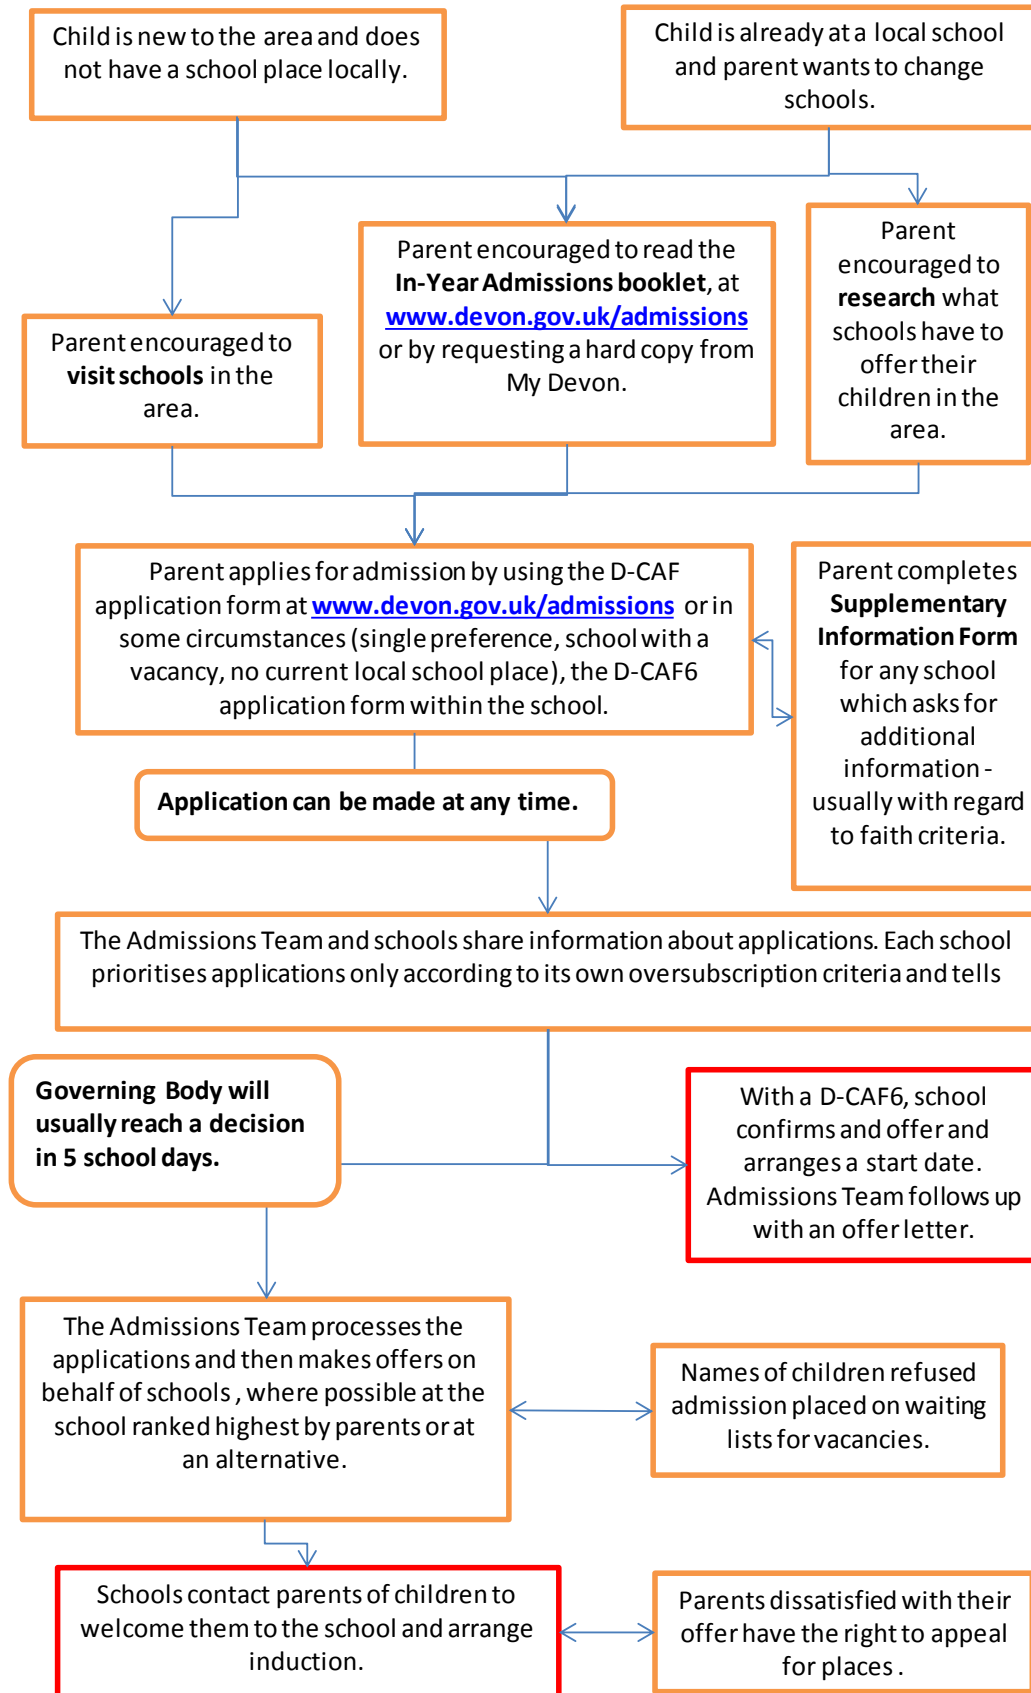 Child is new to the area and does
not have a school place locally.
Child is already at a local school
and parent wants to change
schools.
Parent encouraged to
visit schools in the
area.
Parent encouraged to read the
In-Year Admissions booklet, at
www.devon.gov.uk/admissions
or by requesting a hard copy from
My Devon.
Parent
encouraged to
research what
schools have to
offer their
children in the
area.
Parent applies for admission by using the D-CAF
application form at www.devon.gov.uk/admissions or in
some circumstances (single preference, school with a
vacancy, no current local school place), the D-CAF6
application form within the school.
Parent completes
Supplementary
Information Form
for any school
which asks for
additional
information -
usually with regard
to faith criteria.
Application can be made at any time.
The Admissions Team and schools share information about applications. Each school
prioritises applications only according to its own oversubscription criteria and tells
Governing Body will
usually reach a decision
in 5 school days.
With a D-CAF6, school
confirms and offer and
arranges a start date.
Admissions Team follows up
with an offer letter.
The Admissions Team processes the
applications and then makes offers on
behalf of schools , where possible at the
school ranked highest by parents or at
an alternative.
Names of children refused
admission placed on waiting
lists for vacancies.
Schools contact parents of children to
welcome them to the school and arrange
induction.
Parents dissatisfied with their
offer have the right to appeal
for places .